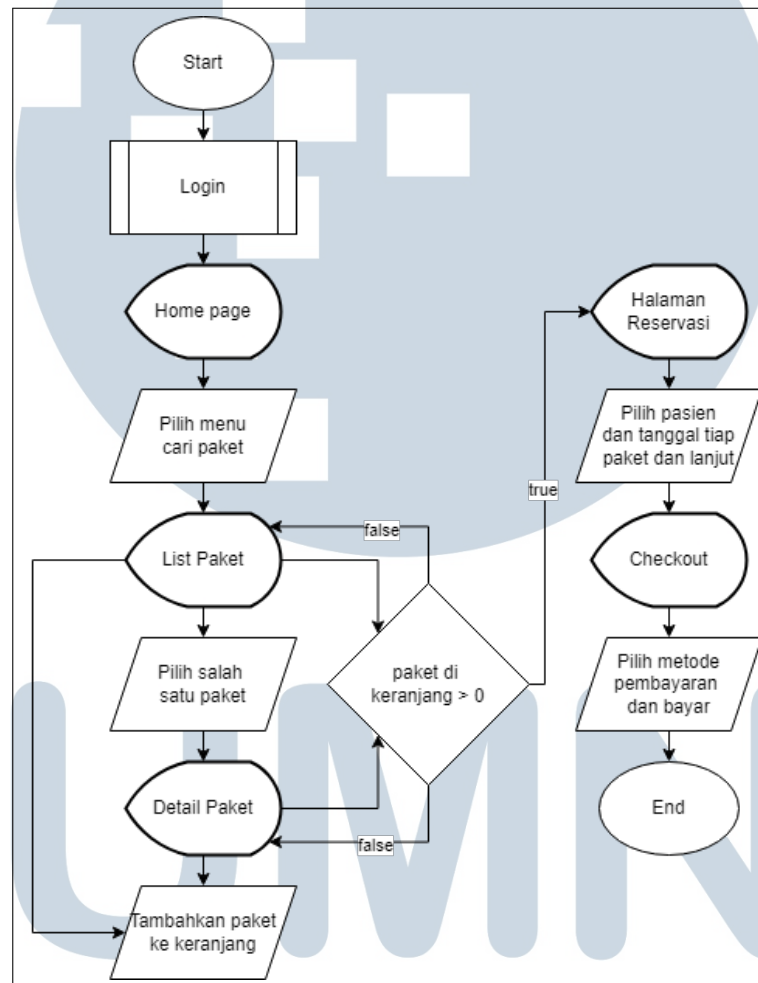 Start
Login
Home page
Pilih menu
cari paket
List Paket
Pilih salah
satu paket
Detail Paket
Tambahkan paket
ke keranjang
false
paket di
keranjang > 0
false
true
Halaman
Reservasi
Pilih pasien
dan tanggal tiap
paket dan lanjut
Checkout
Pilih metode
pembayaran
dan bayar
End
UMN